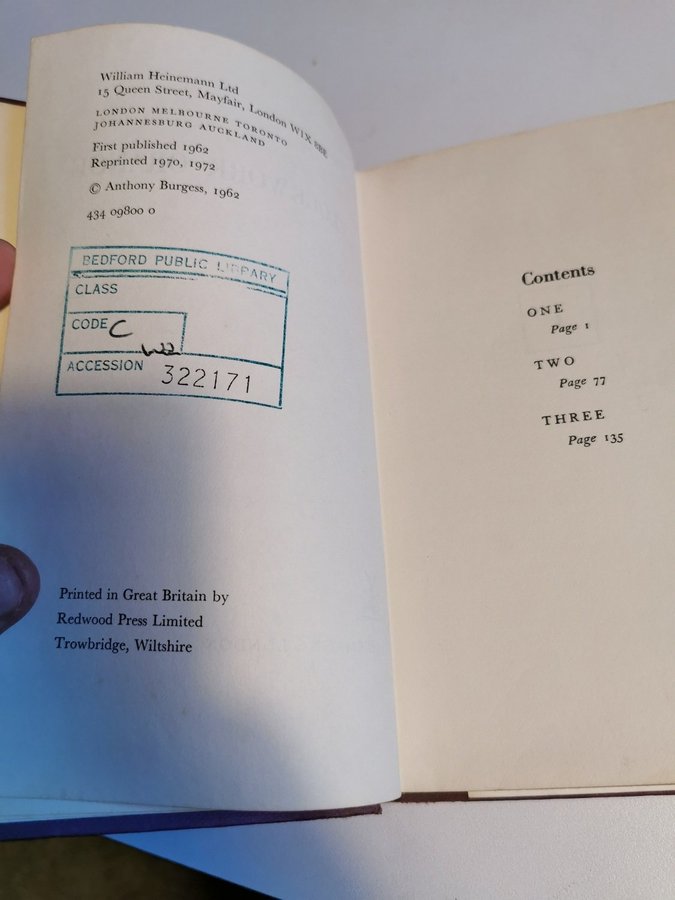 William Heinemann Ltd
15 Queen Street, Mayfair, London W1X 8BE
LONDON MELBOURNE TORONTO
JOHANNESBURG AUCKLAND
First published 1962
Reprinted 1970, 1972
© Anthony Burgess, 1962
434 09800 0
BEDFORD PUBLIC LIBRARY
CLASS
CODE C
ACCESSION 322171
Printed in Great Britain by
Redwood Press Limited
Trowbridge, Wiltshire
Contents
ONE
Page 1
TWO
Page 77
THREE
Page 135